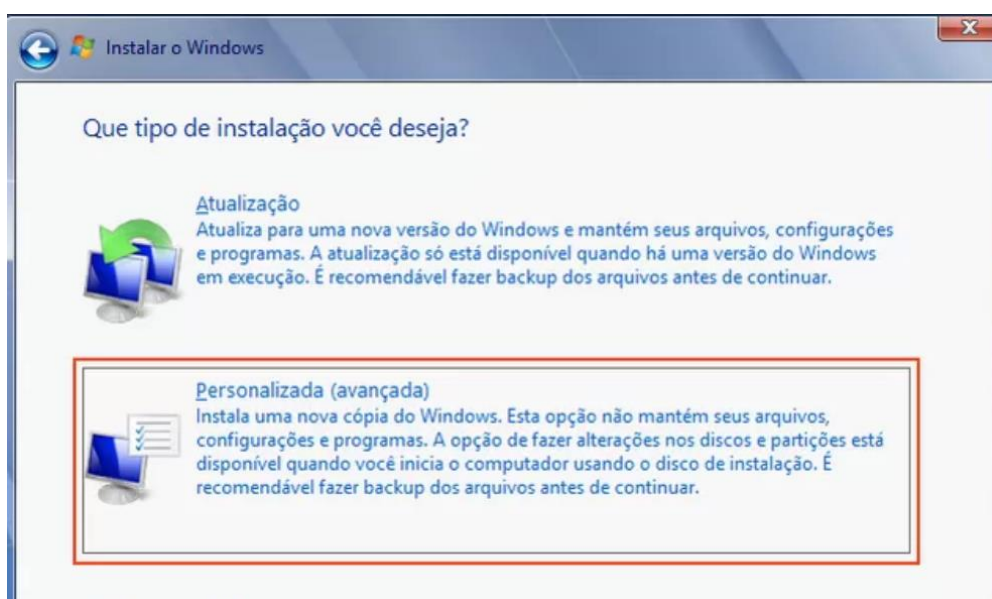 Instalar o Windows
Que tipo de instalação você deseja?
Atualização
Atualiza para uma nova versão do Windows e mantém seus arquivos, configurações
e programas. A atualização só está disponível quando há uma versão do Windows
em execução. É recomendável fazer backup dos arquivos antes de continuar.
Personalizada (avançada)
Instala uma nova cópia do Windows. Esta opção não mantém seus arquivos,
configurações e programas. A opção de fazer alterações nos discos e partições está
disponível quando você inicia o computador usando o disco de instalação. É
recomendável fazer backup dos arquivos antes de continuar.